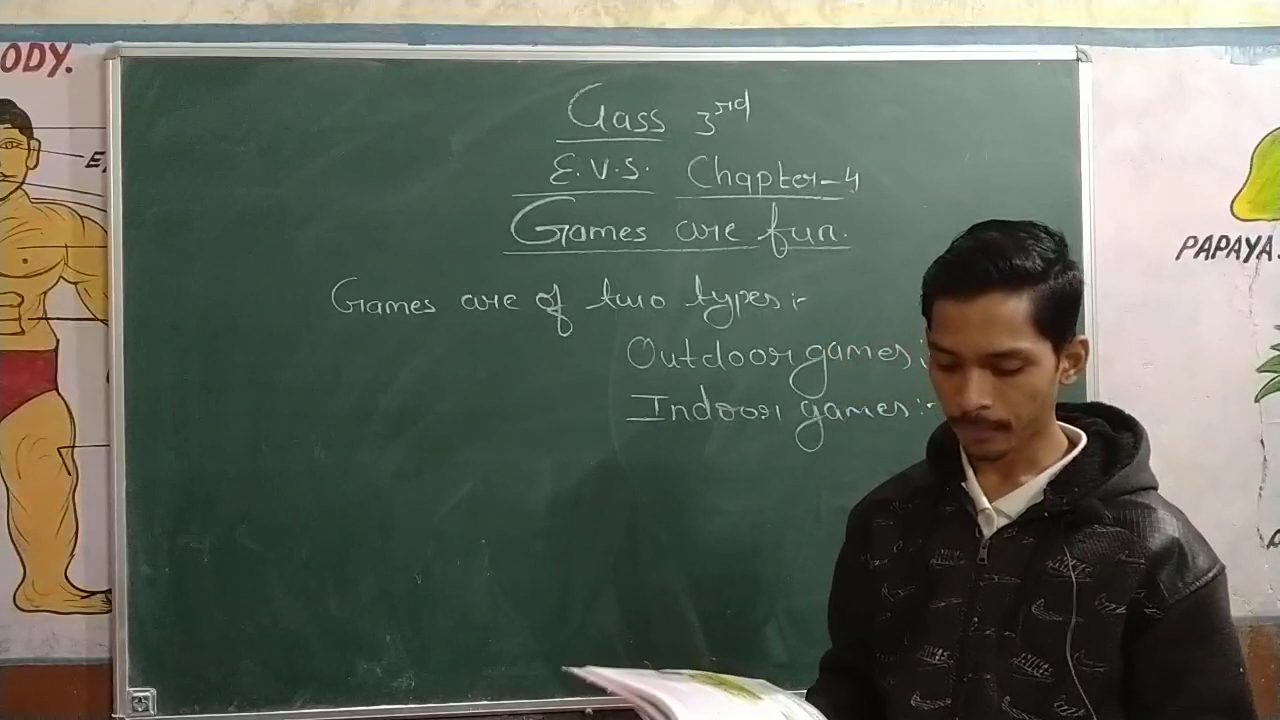 ODY.
E
Class 3rd
E.V.S. Chapter-4
Games are fun.
Games are of two types:-
Outdoor games:
Indoor games:-
PAPAYA.